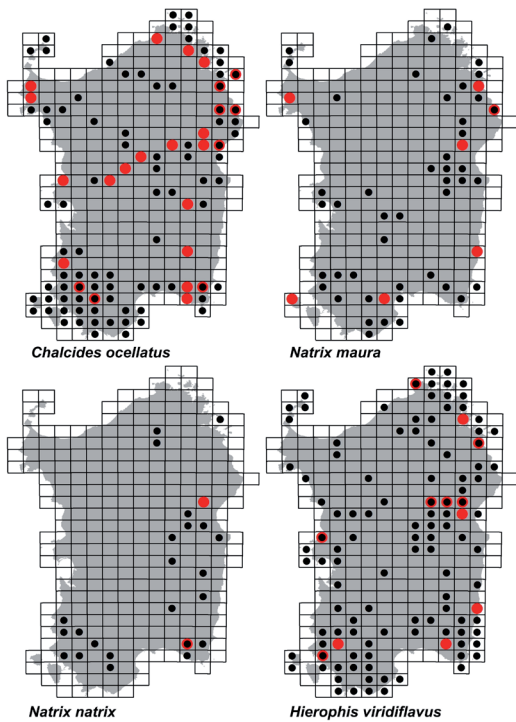 Chalcides ocellatus
Natrix maura
Natrix natrix
Hierophis viridiflavus